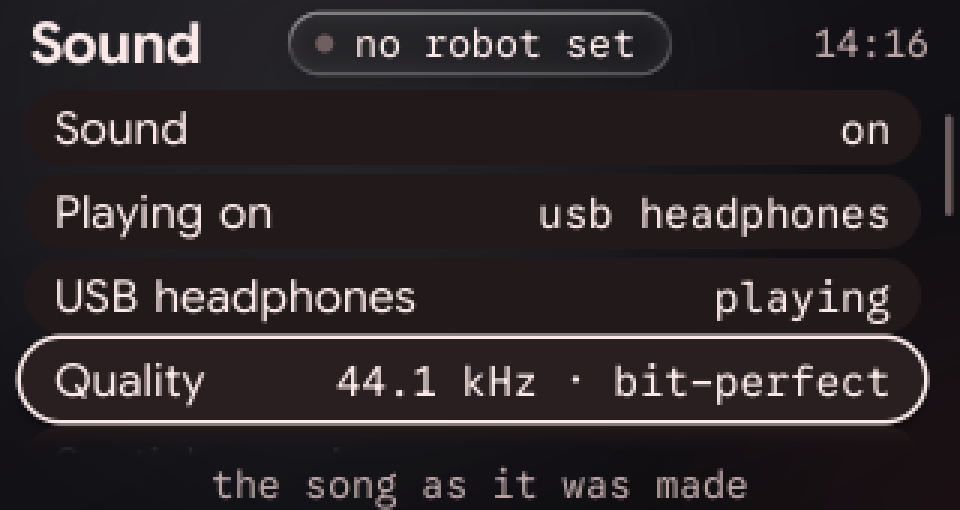 Sound
no robot set
14:16
Sound on
Playing on usb headphones
USB headphones playing
Quality 44.1 kHz · bit-perfect
the song as it was made